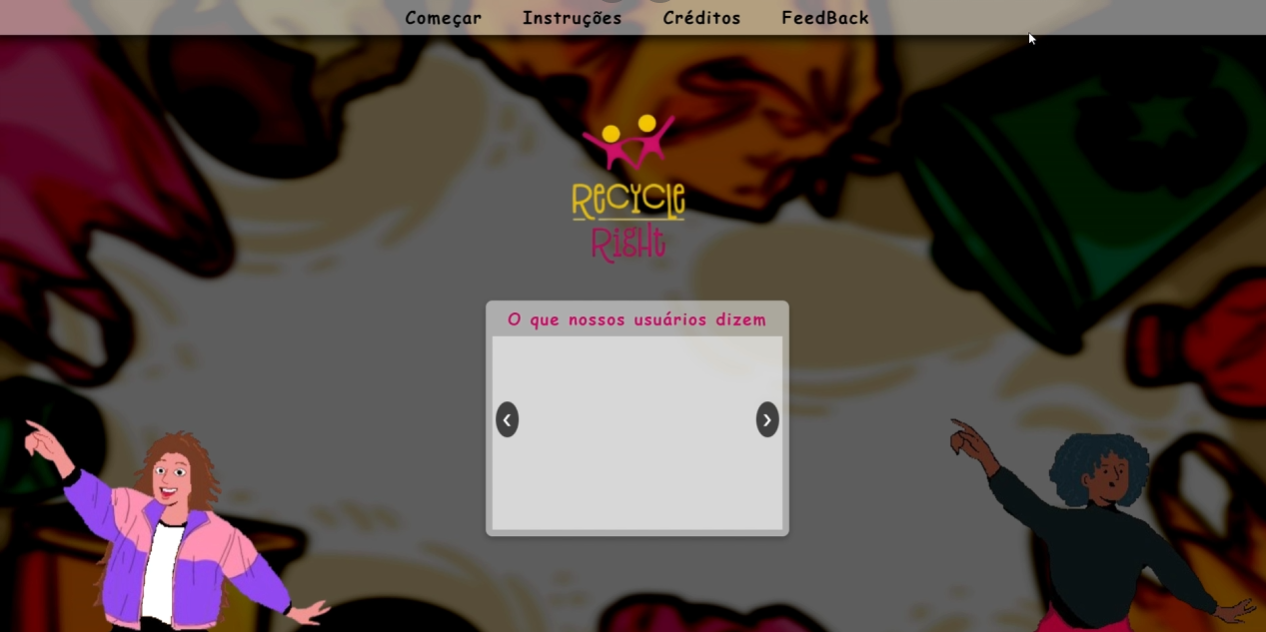 Começar Instruções Créditos FeedBack
RECYCLE
RigHt
O que nossos usuários dizem
‹ ›